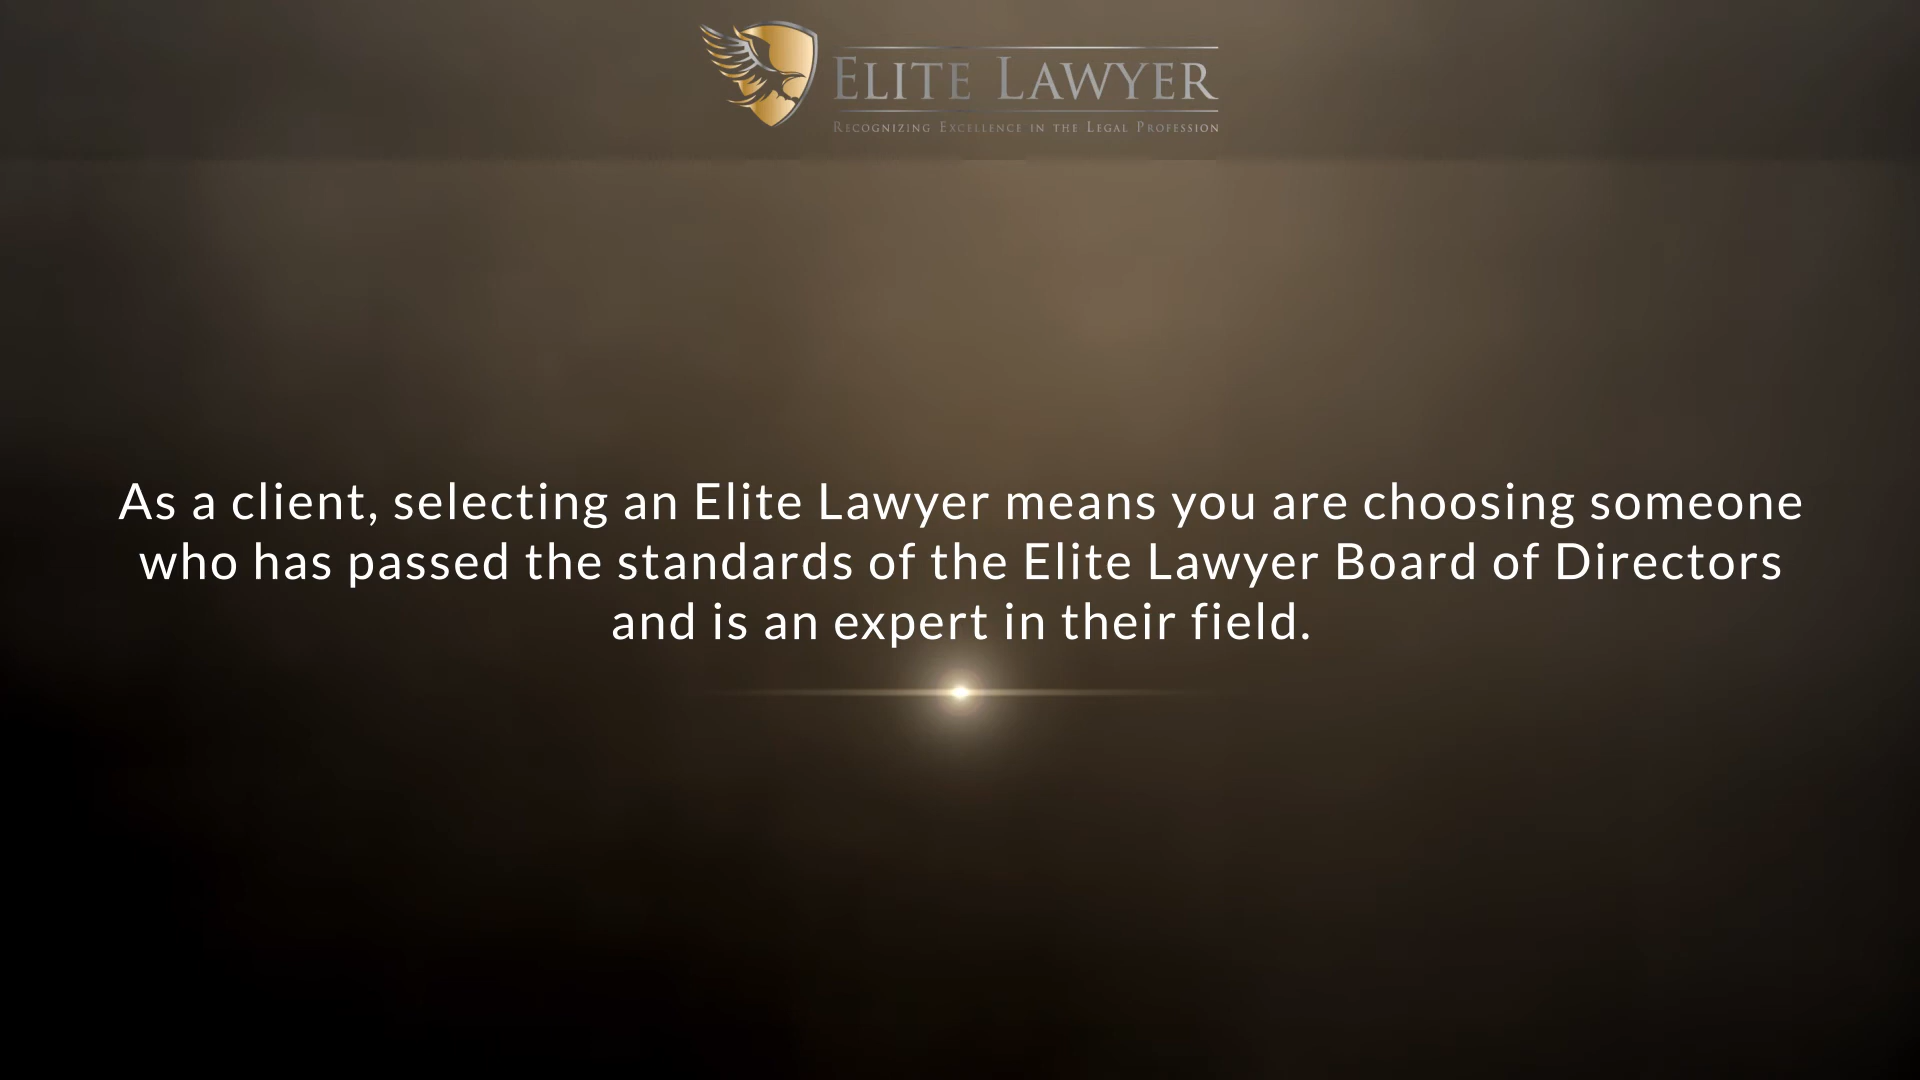 ELITE LAWYER
RECOGNIZING EXCELLENCE IN THE LEGAL PROFESSION
As a client, selecting an Elite Lawyer means you are choosing someone
who has passed the standards of the Elite Lawyer Board of Directors
and is an expert in their field.